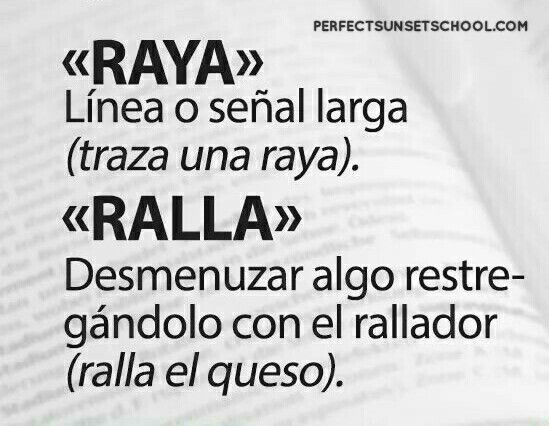 PERFECTSUNSETSCHOOL.COM
«RAYA»
Línea o señal larga
(traza una raya).
«RALLA»
Desmenuzar algo restre-
gándolo con el rallador
(ralla el queso).